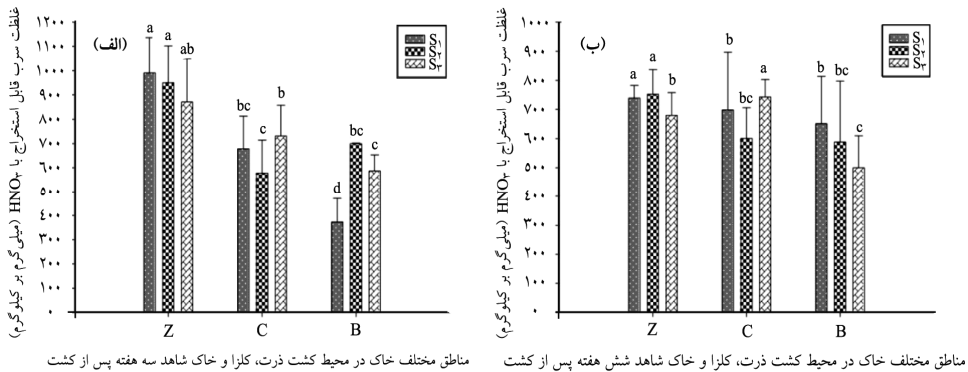 غلظت سرب قابل استخراج با HNO۳ (میلی‌گرم بر کیلوگرم)
۱۲۰۰
۱۱۰۰
۱۰۰۰
۹۰۰
۸۰۰
۷۰۰
۶۰۰
۵۰۰
۴۰۰
۳۰۰
۲۰۰
۱۰۰
۰
(الف)
S۱
S۲
S۳
a a ab
bc c b
d bc c
Z C B
مناطق مختلف خاک در محیط کشت ذرت، کلزا و خاک شاهد سه هفته پس از کشت
غلظت سرب قابل استخراج با HNO۳ (میلی‌گرم بر کیلوگرم)
۱۰۰۰
۹۰۰
۸۰۰
۷۰۰
۶۰۰
۵۰۰
۴۰۰
۳۰۰
۲۰۰
۱۰۰
۰
(ب)
S۱
S۲
S۳
a a b
b bc a
b bc c
Z C B
مناطق مختلف خاک در محیط کشت ذرت، کلزا و خاک شاهد شش هفته پس از کشت